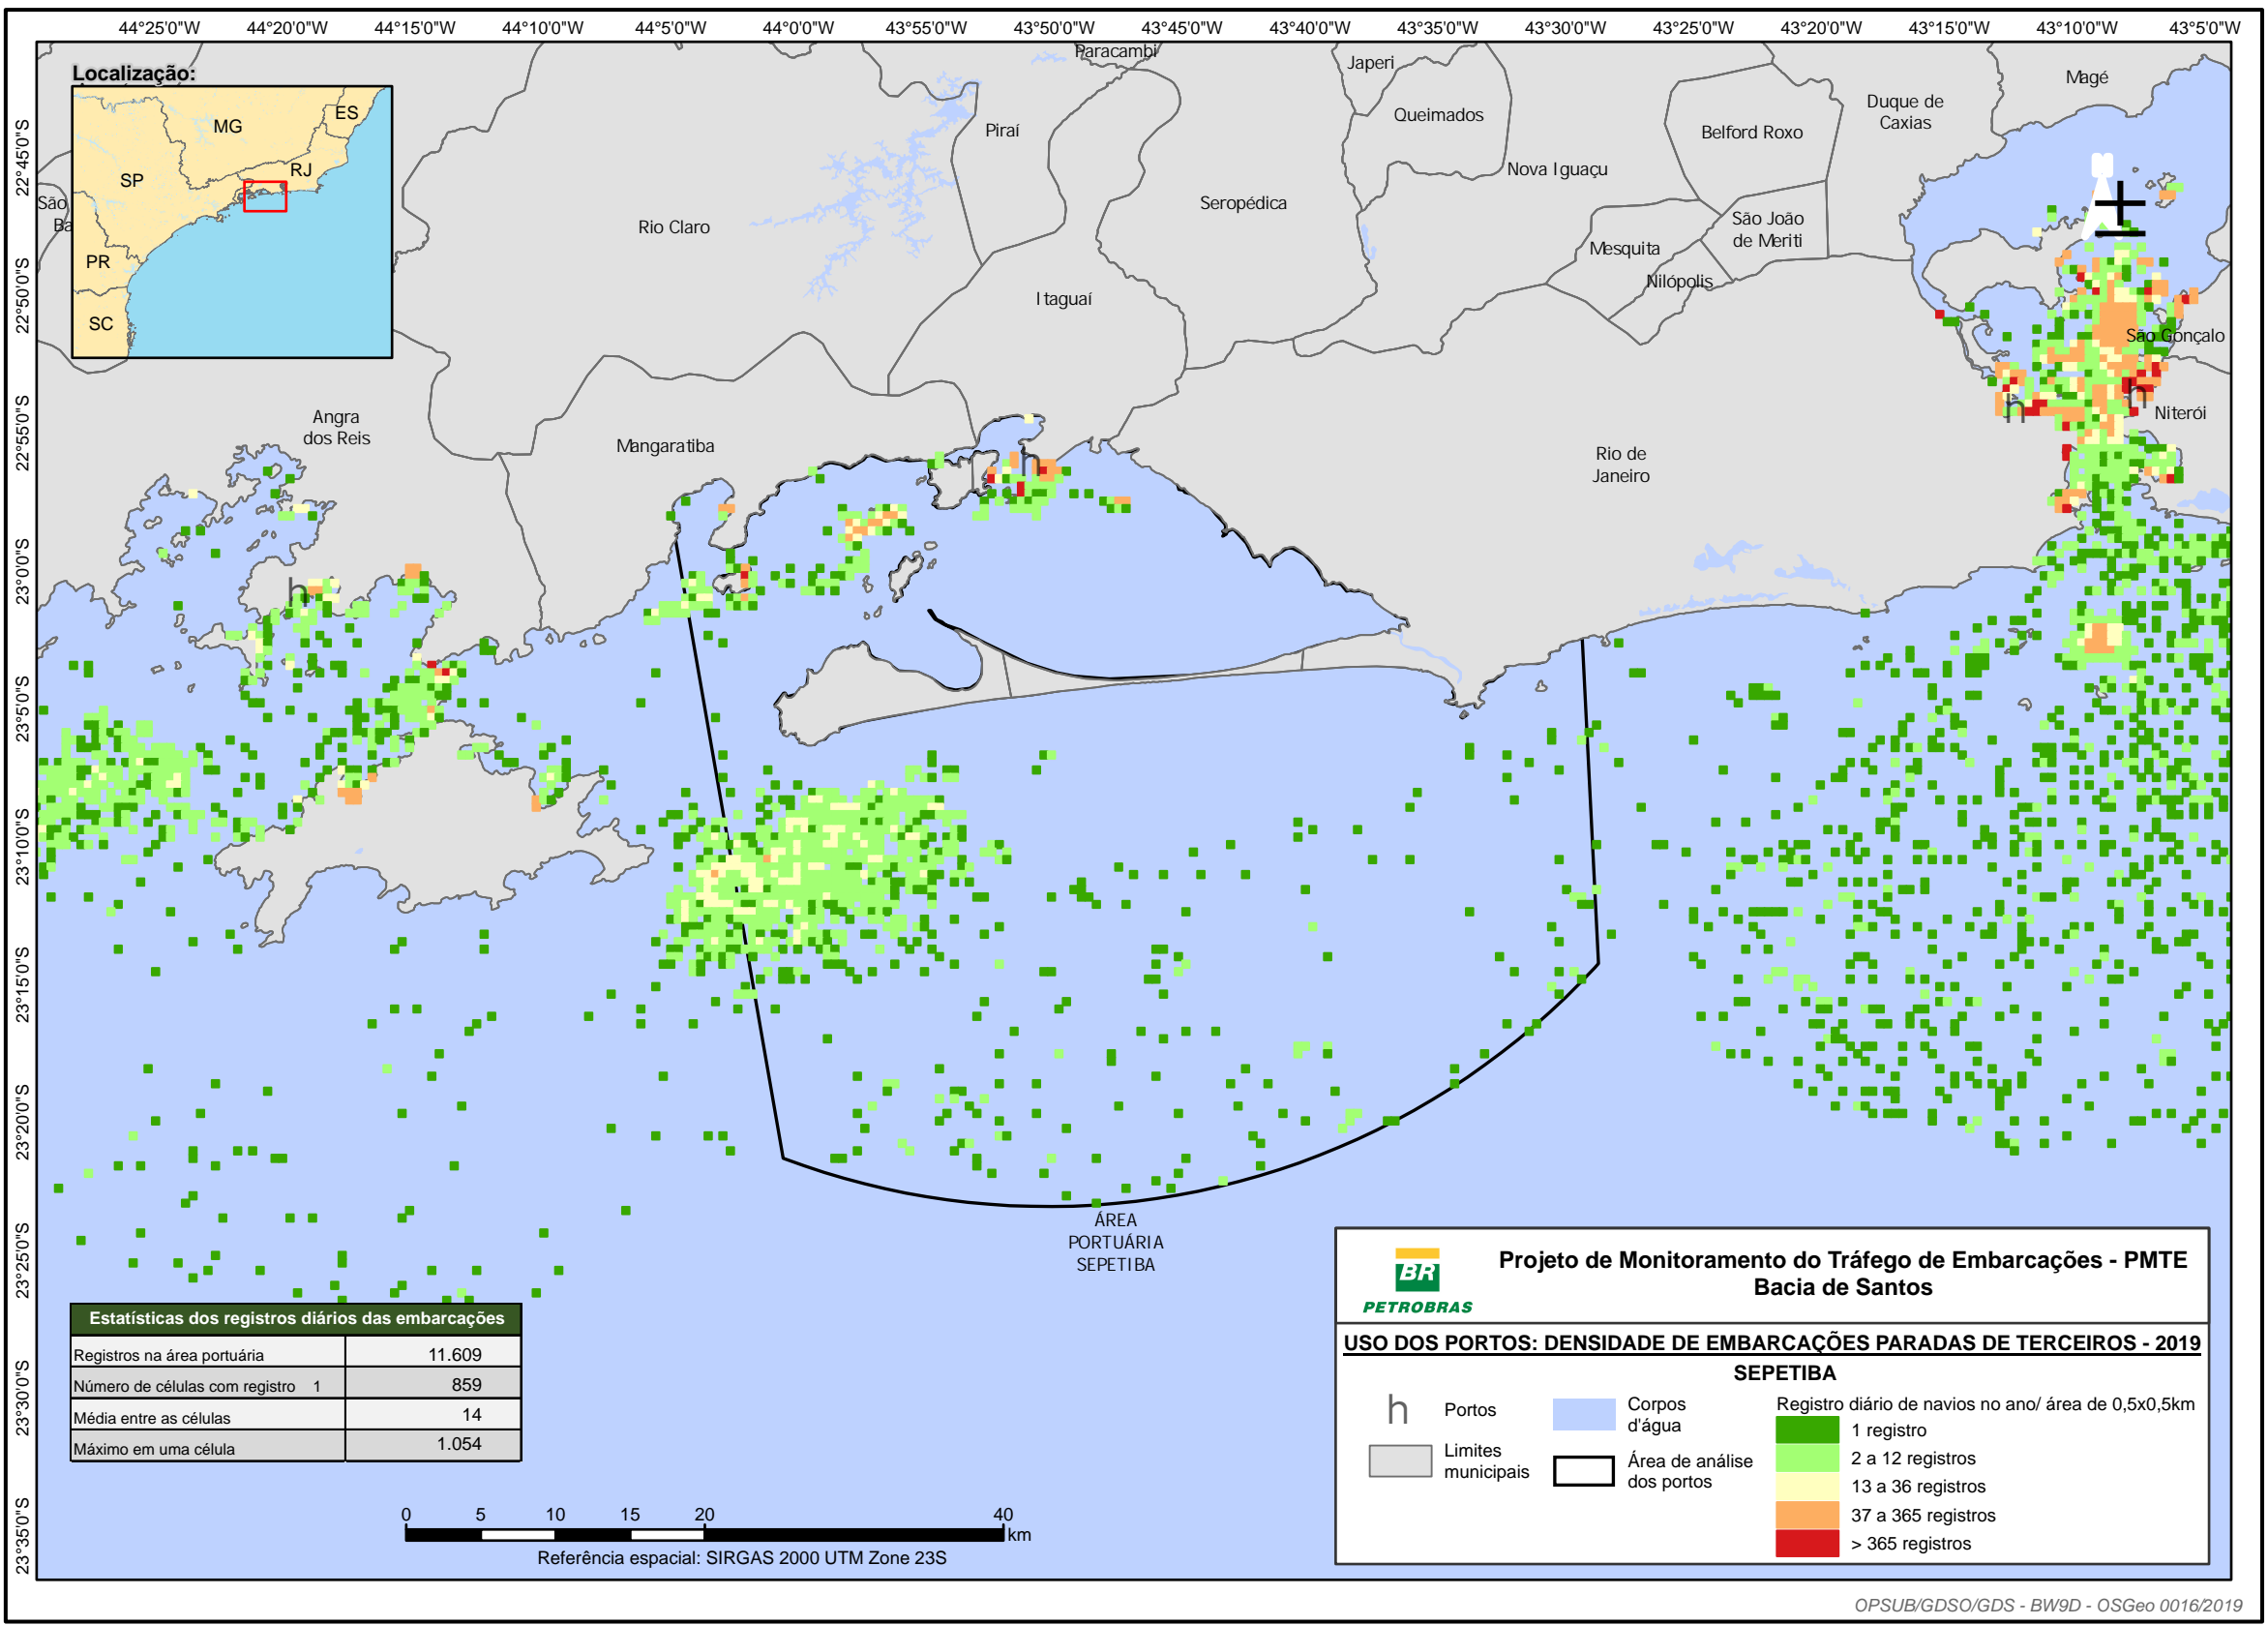 44°25'0"W 44°20'0"W 44°15'0"W 44°10'0"W 44°5'0"W 44°0'0"W 43°55'0"W 43°50'0"W 43°45'0"W 43°40'0"W 43°35'0"W 43°30'0"W 43°25'0"W 43°20'0"W 43°15'0"W 43°10'0"W 43°5'0"W
Localização:
MG
ES
SP
RJ
PR
SC
São
Ba
Paracambi
Japeri
Magé
Queimados
Duque de
Caxias
Piraí
Belford Roxo
Nova Iguaçu
Seropédica
Rio Claro
São João
de Meriti
Mesquita
Nilópolis
Itaguaí
São Gonçalo
Angra
dos Reis
Niterói
Mangaratiba
Rio de
Janeiro
h
h
h
h
22°45'0"S
22°50'0"S
22°55'0"S
23°0'0"S
23°5'0"S
23°10'0"S
23°15'0"S
23°20'0"S
23°25'0"S
23°30'0"S
23°35'0"S
ÁREA
PORTUÁRIA
SEPETIBA
Estatísticas dos registros diários das embarcações
Registros na área portuária 11.609
Número de células com registro 1 859
Média entre as células 14
Máximo em uma célula 1.054
0 5 10 15 20 40
km
Referência espacial: SIRGAS 2000 UTM Zone 23S
BR
PETROBRAS
Projeto de Monitoramento do Tráfego de Embarcações - PMTE
Bacia de Santos
USO DOS PORTOS: DENSIDADE DE EMBARCAÇÕES PARADAS DE TERCEIROS - 2019
SEPETIBA
h Portos
Limites
municipais
Corpos
d'água
Área de análise
dos portos
Registro diário de navios no ano/ área de 0,5x0,5km
1 registro
2 a 12 registros
13 a 36 registros
37 a 365 registros
> 365 registros
OPSUB/GDSO/GDS - BW9D - OSGeo 0016/2019